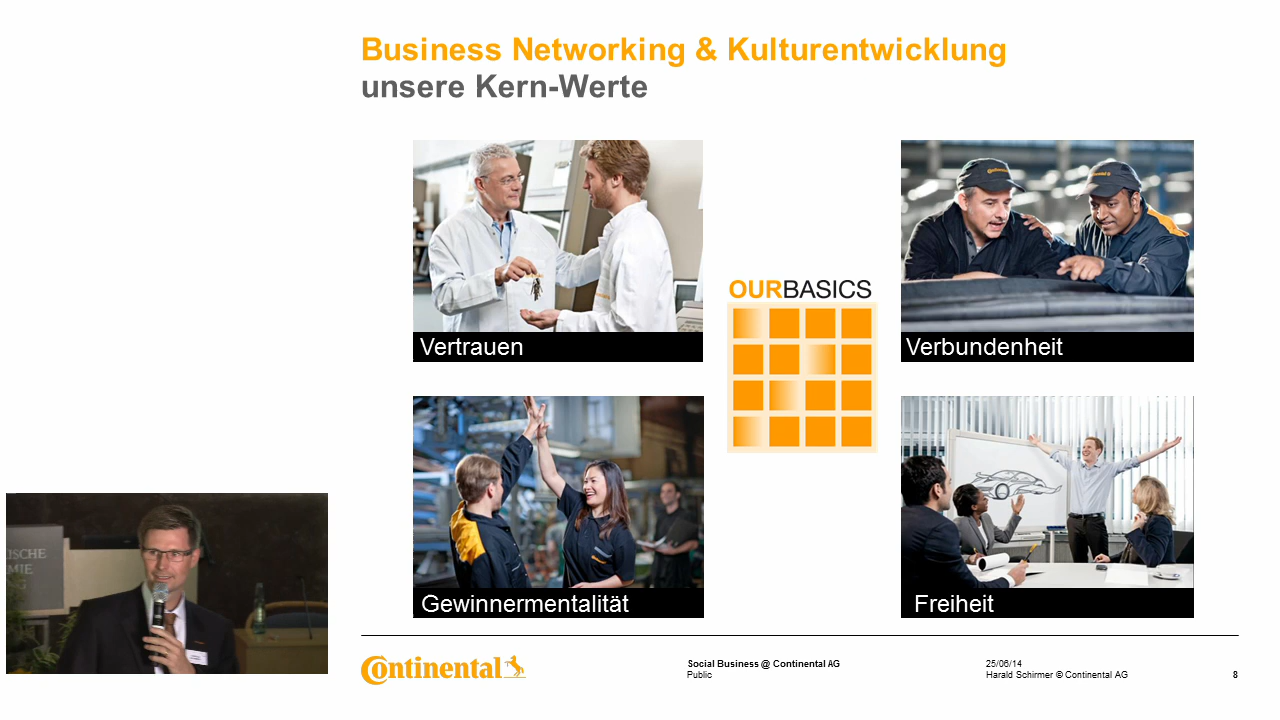 Business Networking & Kulturentwicklung
unsere Kern-Werte
Vertrauen
OURBASICS
Verbundenheit
Gewinnermentalität
Freiheit
Continental
Social Business @ Continental AG
Public
25/06/14
Harald Schirmer © Continental AG
8